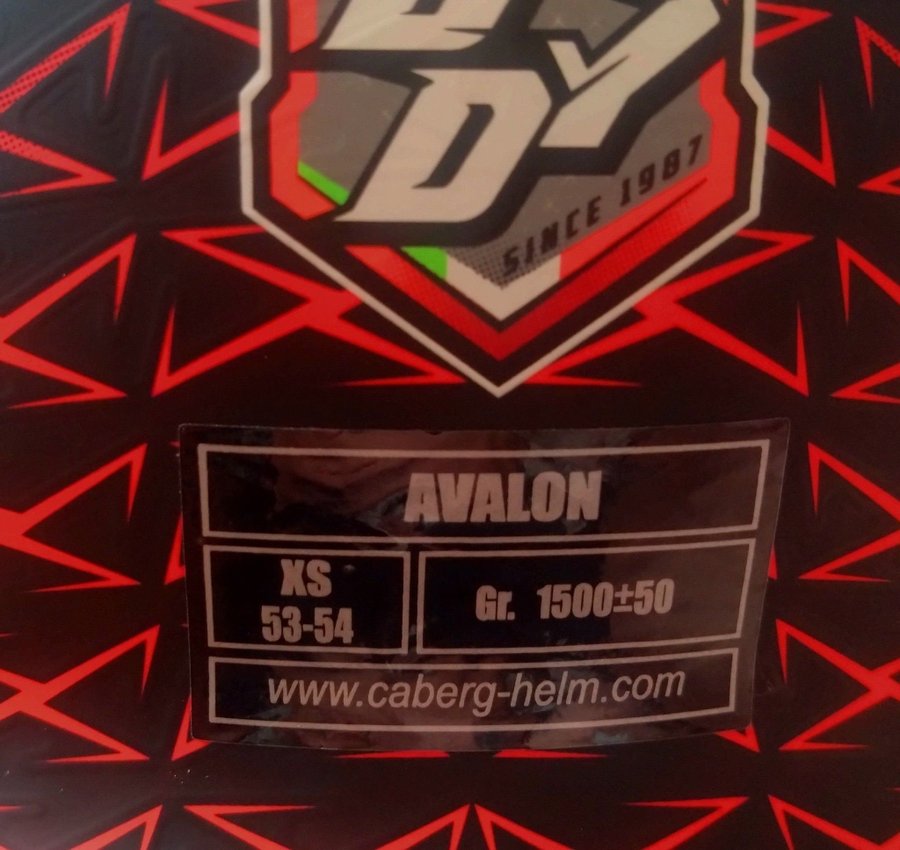 D
SINCE 1987
AVALON
XS
53-54
Gr. 1500±50
www.caberg-helm.com